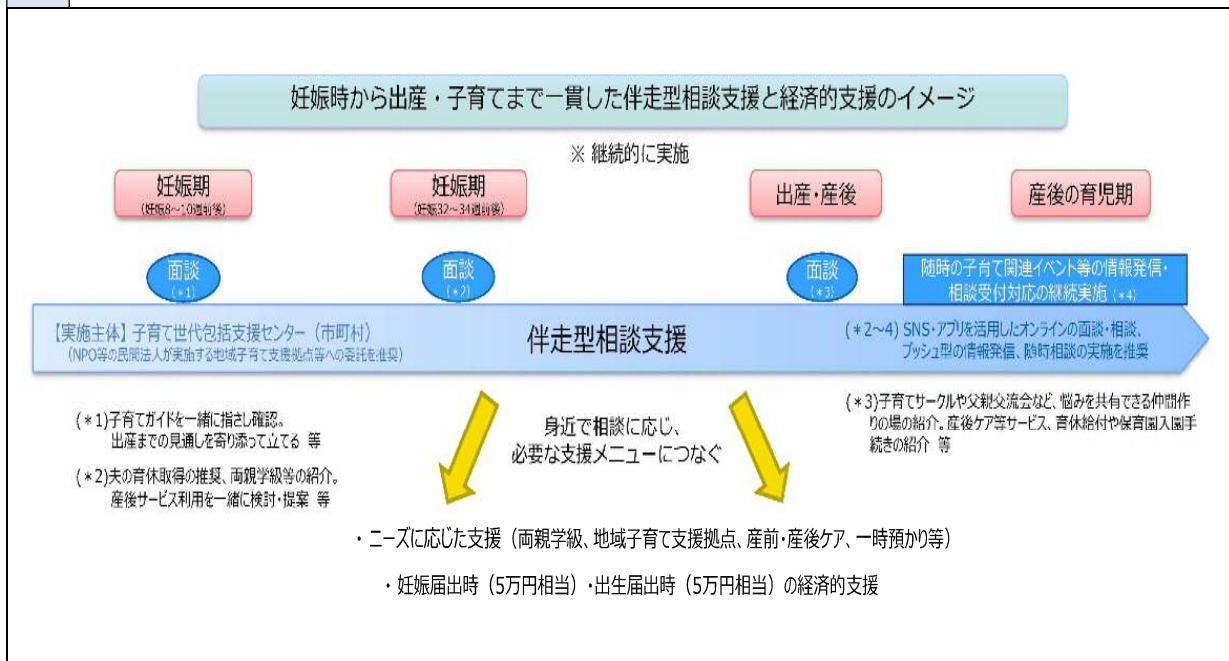 妊娠時から出産・子育てまで一貫した伴走型相談支援と経済的支援のイメージ
※ 継続的に実施
妊娠期
(妊娠8～10週前後)
妊娠期
(妊娠32～34週前後)
出産・産後
産後の育児期
面談
(*1)
面談
(*2)
面談
(*3)
随時の子育て関連イベント等の情報発信・
相談受付対応の継続実施 (*4)
【実施主体】子育て世代包括支援センター（市町村）
(NPO等の民間法人が実施する地域子育て支援拠点等への委託を推奨)
伴走型相談支援
(*2～4) SNS・アプリを活用したオンラインの面談・相談、
プッシュ型の情報発信、随時相談の実施を推奨
(*1)子育てガイドを一緒に指さし確認。
出産までの見通しを寄り添って立てる 等
(*2)夫の育休取得の推奨、両親学級等の紹介。
産後サービス利用を一緒に検討・提案 等
身近で相談に応じ、
必要な支援メニューにつなぐ
(*3)子育てサークルや父親交流会など、悩みを共有できる仲間作
りの場の紹介。産後ケア等サービス、育休給付や保育園入園手
続きの紹介 等
・ニーズに応じた支援（両親学級、地域子育て支援拠点、産前・産後ケア、一時預かり等）
・妊娠届出時（5万円相当）・出生届出時（5万円相当）の経済的支援